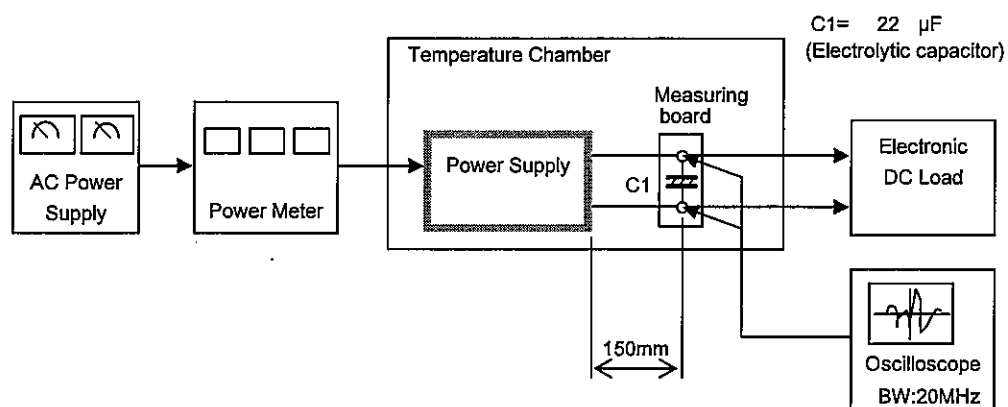 C1= 22 µF
(Electrolytic capacitor)
Temperature Chamber
Measuring
board
AC Power
Supply
Power Meter
Power Supply
C1
Electronic
DC Load
150mm
Oscilloscope
BW:20MHz